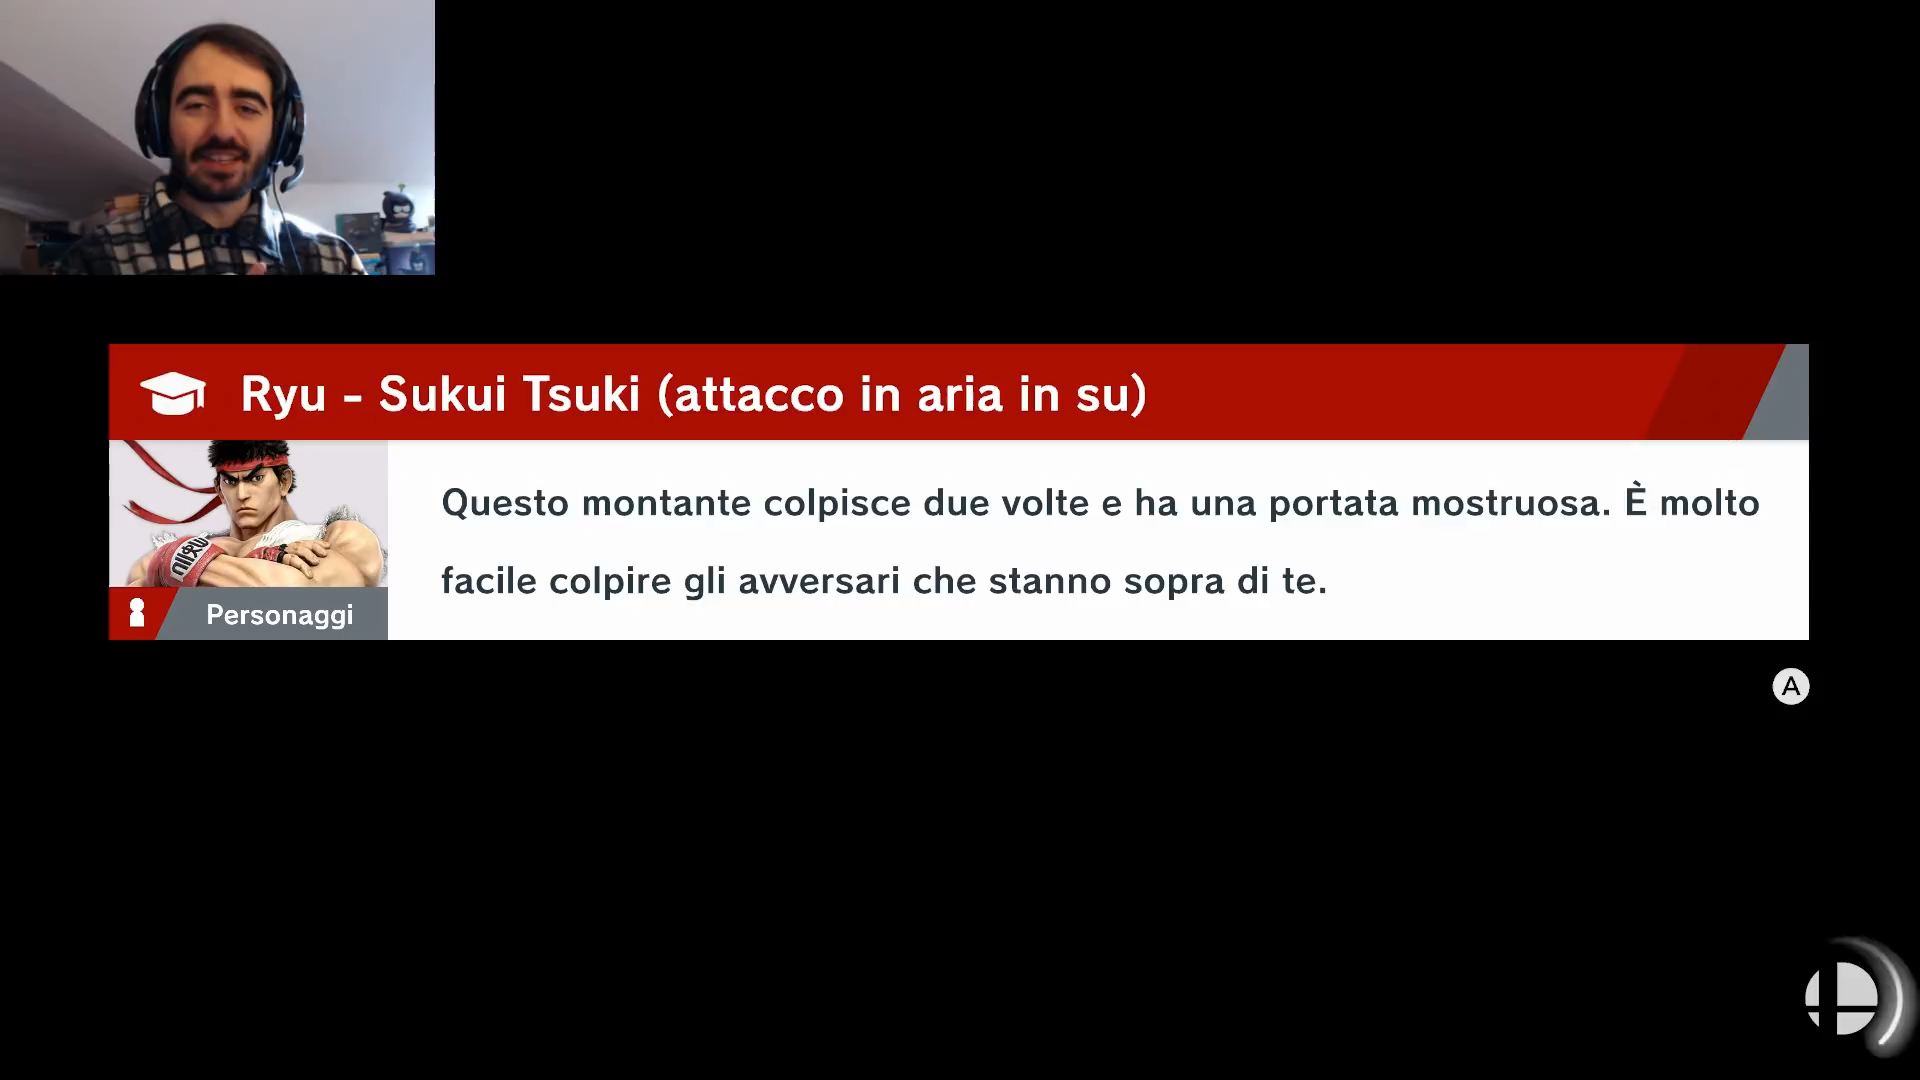 Ryu - Sukui Tsuki (attacco in aria in su)
Questo montante colpisce due volte e ha una portata mostruosa. È molto
facile colpire gli avversari che stanno sopra di te.
Personaggi
A